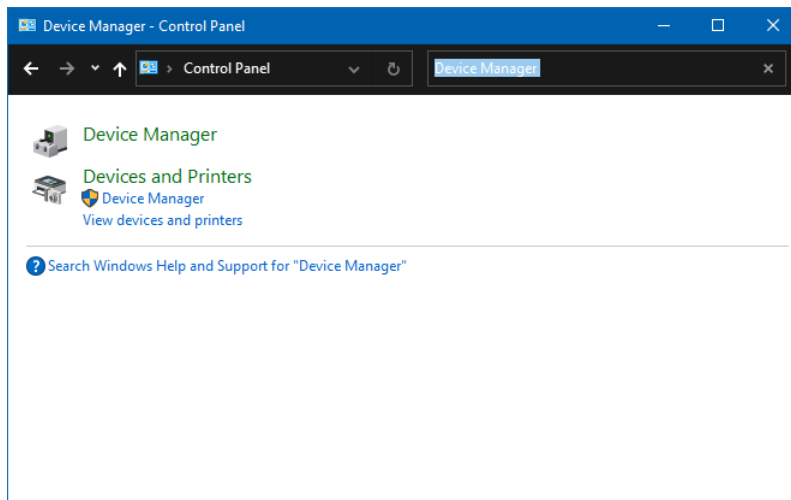 Device Manager - Control Panel
Control Panel
Device Manager
Device Manager
Devices and Printers
Device Manager
View devices and printers
Search Windows Help and Support for "Device Manager"